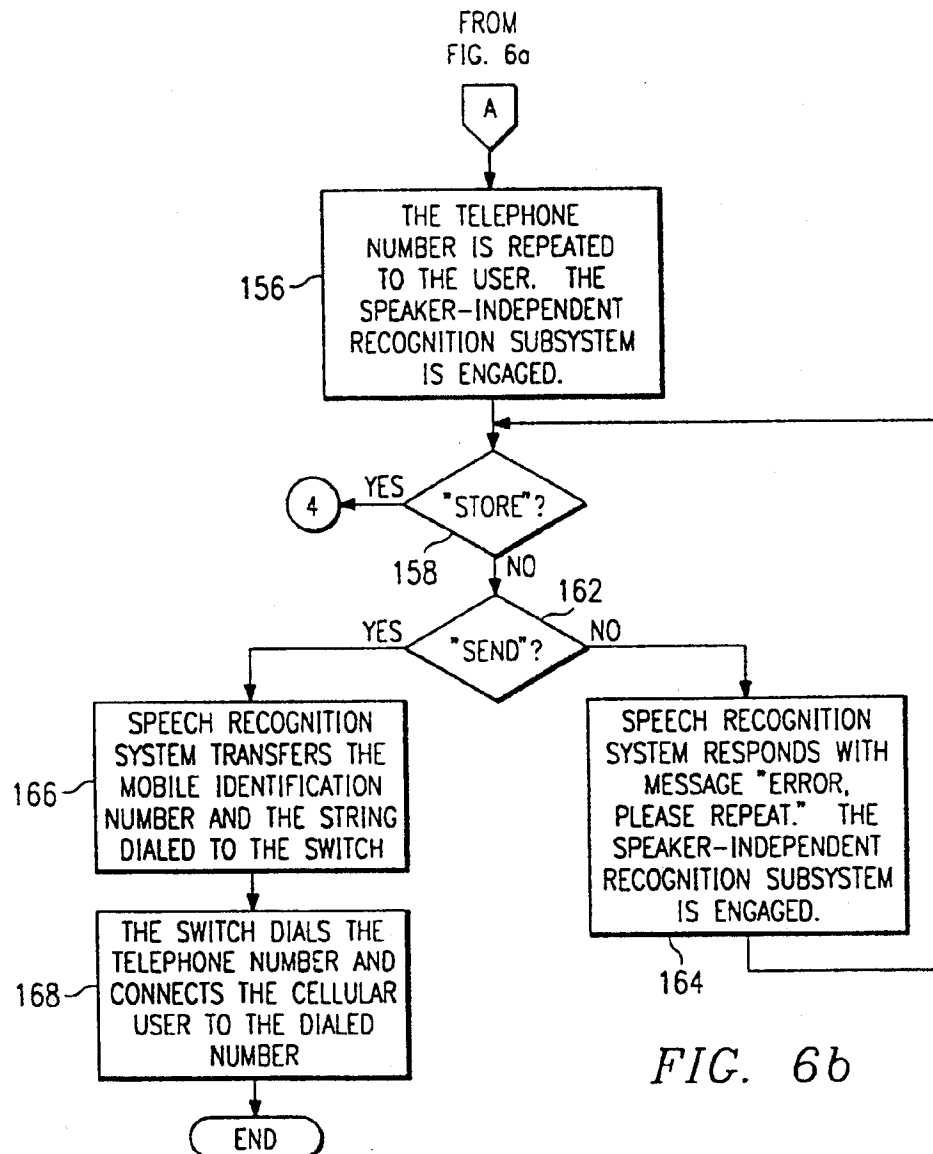 FROM
FIG. 6a
A
THE TELEPHONE
NUMBER IS REPEATED
TO THE USER. THE
SPEAKER-INDEPENDENT
RECOGNITION SUBSYSTEM
IS ENGAGED.
156
YES
4
"STORE"?
158
NO
162
YES
"SEND"?
NO
SPEECH RECOGNITION
SYSTEM TRANSFERS THE
MOBILE IDENTIFICATION
NUMBER AND THE STRING
DIALED TO THE SWITCH
166
SPEECH RECOGNITION
SYSTEM RESPONDS WITH
MESSAGE "ERROR,
PLEASE REPEAT." THE
SPEAKER-INDEPENDENT
RECOGNITION SUBSYSTEM
IS ENGAGED.
164
THE SWITCH DIALS THE
TELEPHONE NUMBER AND
CONNECTS THE CELLULAR
USER TO THE DIALED
NUMBER
168
END
FIG. 6b